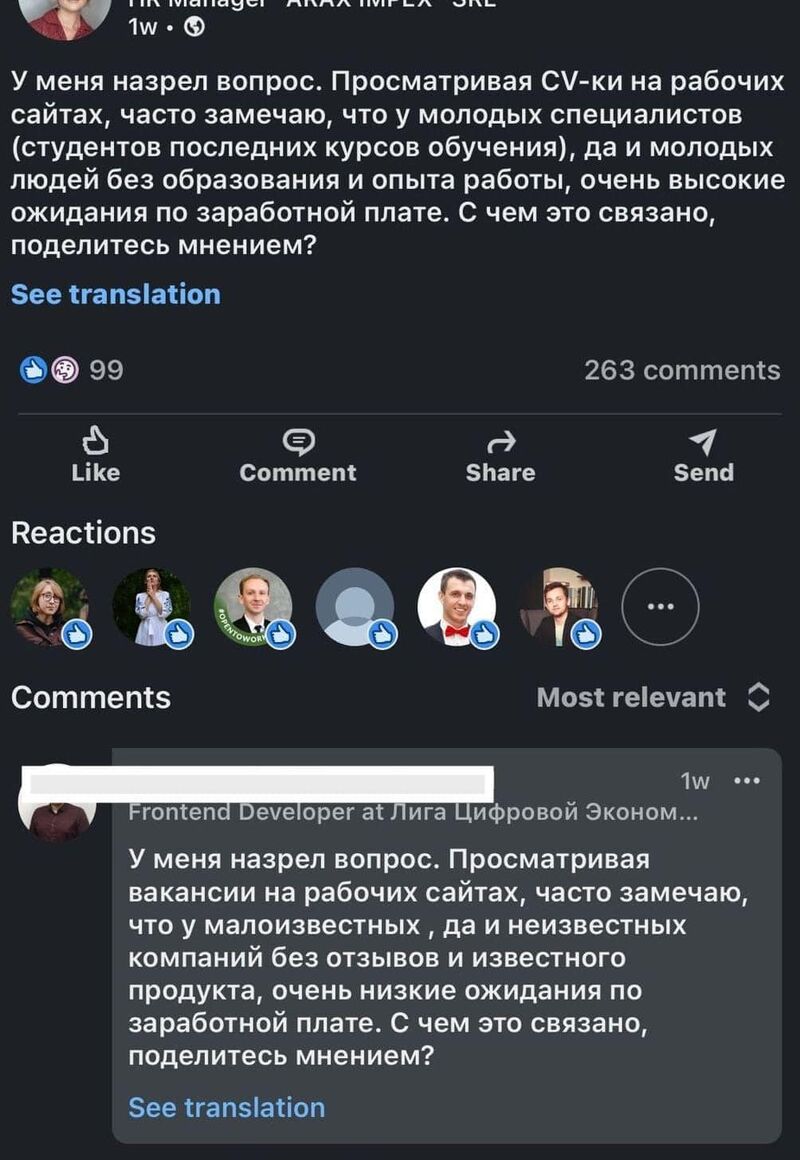 HR Manager ARAX IMPEX SRL
1w •
У меня назрел вопрос. Просматривая CV-ки на рабочих
сайтах, часто замечаю, что у молодых специалистов
(студентов последних курсов обучения), да и молодых
людей без образования и опыта работы, очень высокие
ожидания по заработной плате. С чем это связано,
поделитесь мнением?
See translation
99
263 comments
Like
Comment
Share
Send
Reactions
#OPENTOWORK
Comments
Most relevant
1w
Frontend Developer at Лига Цифровой Эконом...
У меня назрел вопрос. Просматривая
вакансии на рабочих сайтах, часто замечаю,
что у малоизвестных , да и неизвестных
компаний без отзывов и известного
продукта, очень низкие ожидания по
заработной плате. С чем это связано,
поделитесь мнением?
See translation